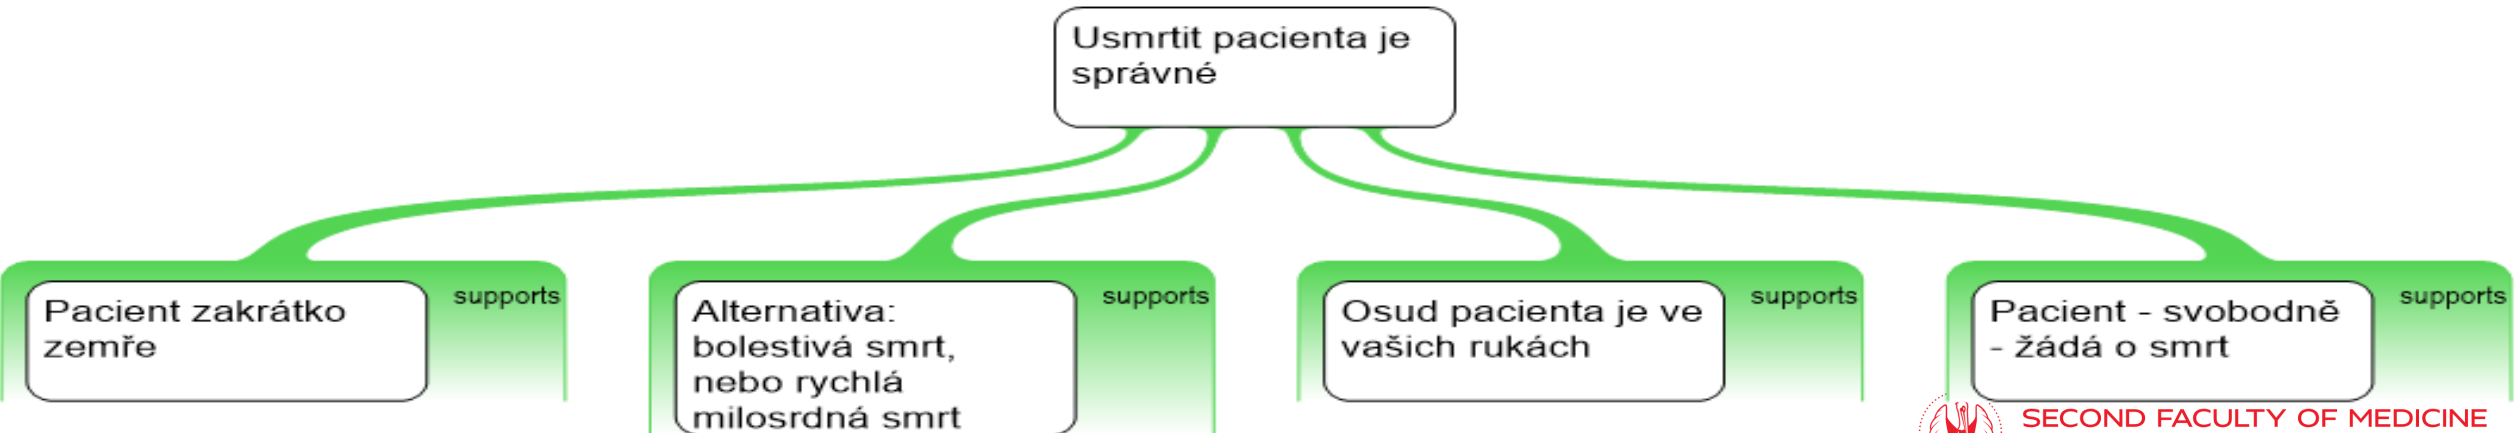 Usmrtit pacienta je
správné
Pacient zakrátko
zemře
supports
Alternativa:
bolestivá smrt,
nebo rychlá
milosrdná smrt
supports
Osud pacienta je ve
vašich rukách
supports
Pacient - svobodně
- žádá o smrt
supports
SECOND FACULTY OF MEDICINE